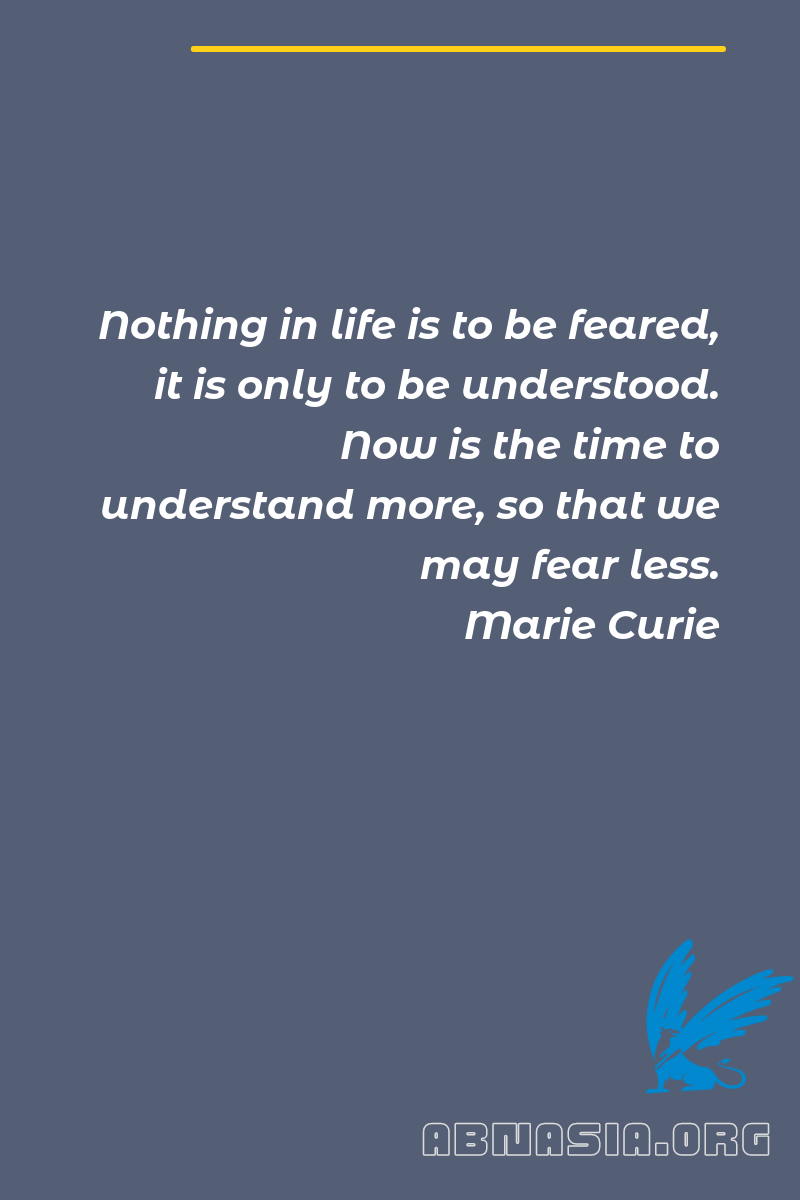 Nothing in life is to be feared,
it is only to be understood.
Now is the time to
understand more, so that we
may fear less.
Marie Curie
ABNASIA.ORG